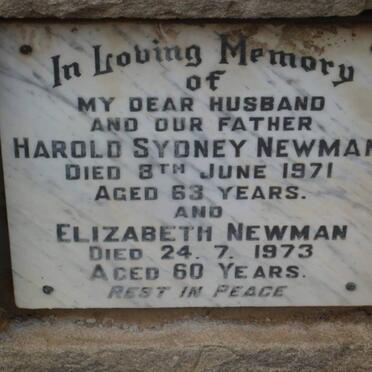 In Loving Memory
of
MY DEAR HUSBAND
AND OUR FATHER
HAROLD SYDNEY NEWMAN
DIED 8TH JUNE 1971
AGED 63 YEARS.
AND
ELIZABETH NEWMAN
DIED 24. 7. 1973
AGED 60 YEARS.
REST IN PEACE